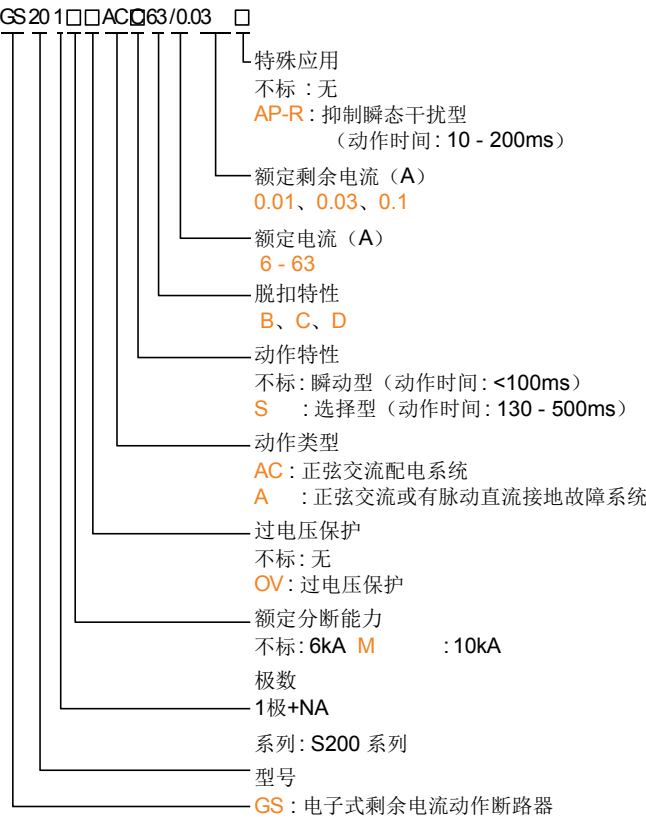 GS 20 1□□AC□C63/0.03 □
特殊应用
不标 : 无
AP-R : 抑制瞬态干扰型
（动作时间 : 10 - 200ms）
额定剩余电流（A）
0.01、0.03、0.1
额定电流（A）
6 - 63
脱扣特性
B、C、D
动作特性
不标 : 瞬动型（动作时间 : <100ms）
S : 选择型（动作时间 : 130 - 500ms）
动作类型
AC : 正弦交流配电系统
A : 正弦交流或有脉动直流接地故障系统
过电压保护
不标 : 无
OV : 过电压保护
额定分断能力
不标 : 6kA M : 10kA
极数
1极+NA
系列 : S200 系列
型号
GS : 电子式剩余电流动作断路器